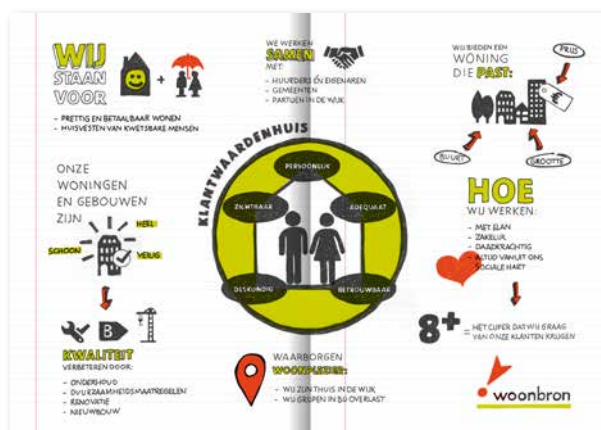 WIJ
STAAN
VOOR
- PRETTIG EN BETAALBAAR WONEN
- HUISVESTEN VAN KWETSBARE MENSEN
WE WERKEN
SAMEN
MET:
- HUURDERS ÉN EIGENAREN
- GEMEENTEN
- PARTIJEN IN DE WIJK
WIJ BIEDEN EEN
WONING
DIE PAST:
PRIJS
€
BUURT
GROOTTE
ONZE
WONINGEN
EN GEBOUWEN
ZIJN
SCHOON
HEEL
VEILIG
B
KWALITEIT
VERBETEREN DOOR:
- ONDERHOUD
- DUURZAAMHEIDSMAATREGELEN
- RENOVATIE
- NIEUWBOUW
KLANTWAARDENHUIS
PERSOONLIJK
ZICHTBAAR
ADEQUAAT
DESKUNDIG
BETROUWBAAR
WAARBORGEN
WOONPLEZIER:
- WIJ ZIJN THUIS IN DE WIJK
- WIJ GRIJPEN IN BIJ OVERLAST
HOE
WIJ WERKEN:
- MET ELAN
- ZAKELIJK
- DAADKRACHTIG
- ALTIJD VANUIT ONS
SOCIALE HART
8+ = HET CIJFER DAT WIJ GRAAG
VAN ONZE KLANTEN KRIJGEN
woonbron